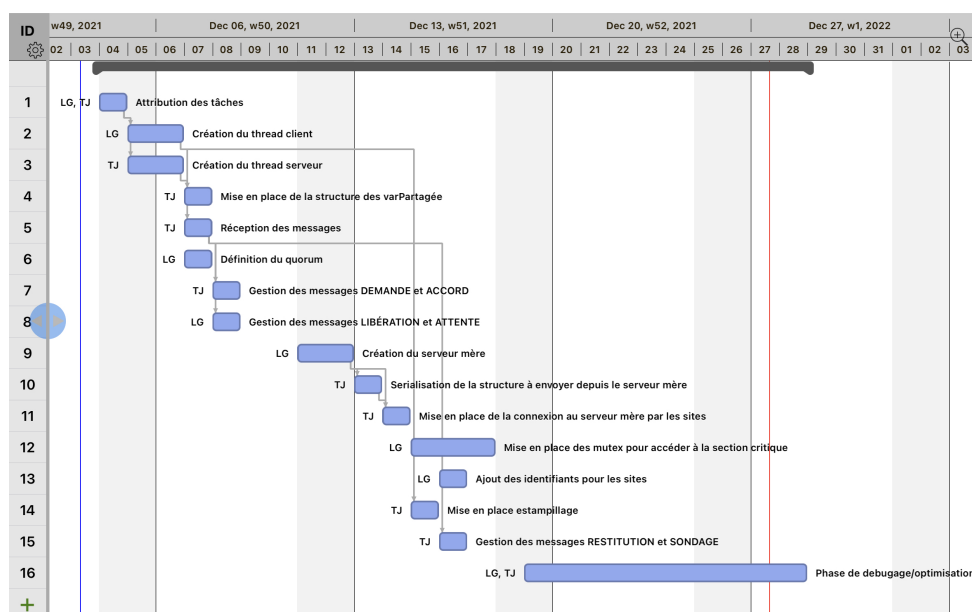 ID w49, 2021 Dec 06, w50, 2021 Dec 13, w51, 2021 Dec 20, w52, 2021 Dec 27, w1, 2022
02 03 04 05 06 07 08 09 10 11 12 13 14 15 16 17 18 19 20 21 22 23 24 25 26 27 28 29 30 31 01 02 03
1 LG, TJ Attribution des tâches
2 LG Création du thread client
3 TJ Création du thread serveur
4 TJ Mise en place de la structure des varPartagée
5 TJ Réception des messages
6 LG Définition du quorum
7 TJ Gestion des messages DEMANDE et ACCORD
8 LG Gestion des messages LIBÉRATION et ATTENTE
9 LG Création du serveur mère
10 TJ Serialisation de la structure à envoyer depuis le serveur mère
11 TJ Mise en place de la connexion au serveur mère par les sites
12 LG Mise en place des mutex pour accéder à la section critique
13 LG Ajout des identifiants pour les sites
14 TJ Mise en place estampillage
15 TJ Gestion des messages RESTITUTION et SONDAGE
16 LG, TJ Phase de debugage/optimisation